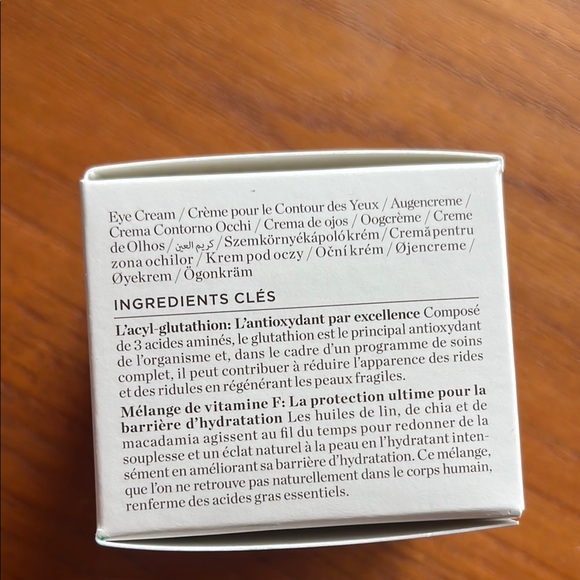 Eye Cream / Crème pour le Contour des Yeux / Augencreme /
Crema Contorno Occhi / Crema de ojos / Oogcrème / Creme
de Olhos / كريم العين / Szemkörnyékápoló krém / Cremă pentru
zona ochilor / Krem pod oczy / Oční krém / Øjencreme /
Øyekrem / Ögonkräm
INGREDIENTS CLÉS
L'acyl-glutathion: L'antioxydant par excellence Composé
de 3 acides aminés, le glutathion est le principal antioxydant
de l'organisme et, dans le cadre d'un programme de soins
complet, il peut contribuer à réduire l'apparence des rides
et des ridules en régénérant les peaux fragiles.
Mélange de vitamine F: La protection ultime pour la
barrière d'hydratation Les huiles de lin, de chia et de
macadamia agissent au fil du temps pour redonner de la
souplesse et un éclat naturel à la peau en l'hydratant inten-
sément en améliorant sa barrière d'hydratation. Ce mélange,
que l'on ne retrouve pas naturellement dans le corps humain,
renferme des acides gras essentiels.